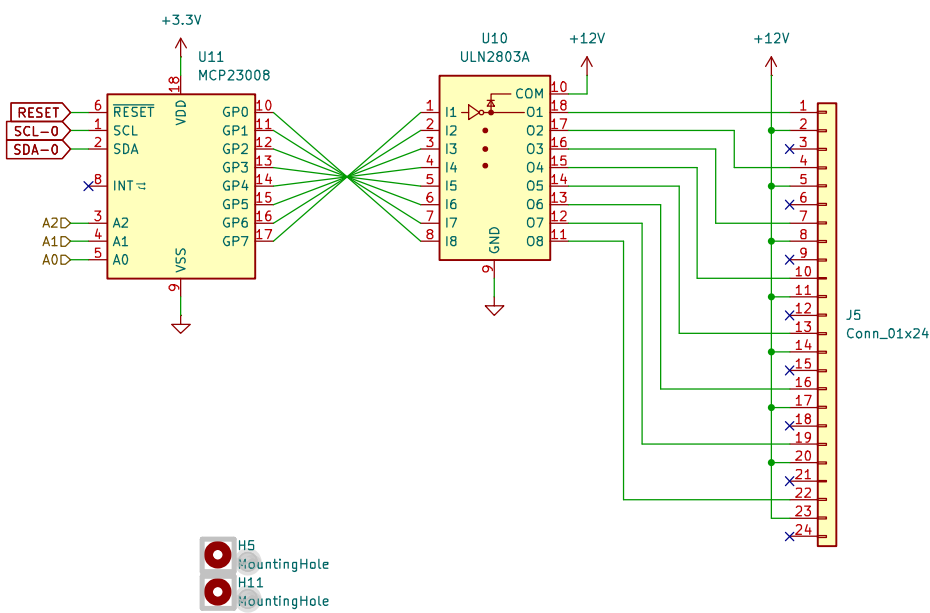 +3.3V
U11
MCP23008
18
VDD
RESET
6
RESET
SCL-0
1
SCL
SDA-0
2
SDA
8
INT
A2
3
A2
A1
4
A1
A0
5
A0
VSS
9
GP0
10
GP1
11
GP2
12
GP3
13
GP4
14
GP5
15
GP6
16
GP7
17
U10
ULN2803A
+12V
COM
10
1
I1
O1
18
2
I2
O2
17
3
I3
O3
16
4
I4
O4
15
5
I5
O5
14
6
I6
O6
13
7
I7
O7
12
8
I8
O8
11
GND
9
+12V
1
2
3
4
5
6
7
8
9
10
11
12
13
14
15
16
17
18
19
20
21
22
23
24
J5
Conn_01x24
H5
MountingHole
H11
MountingHole